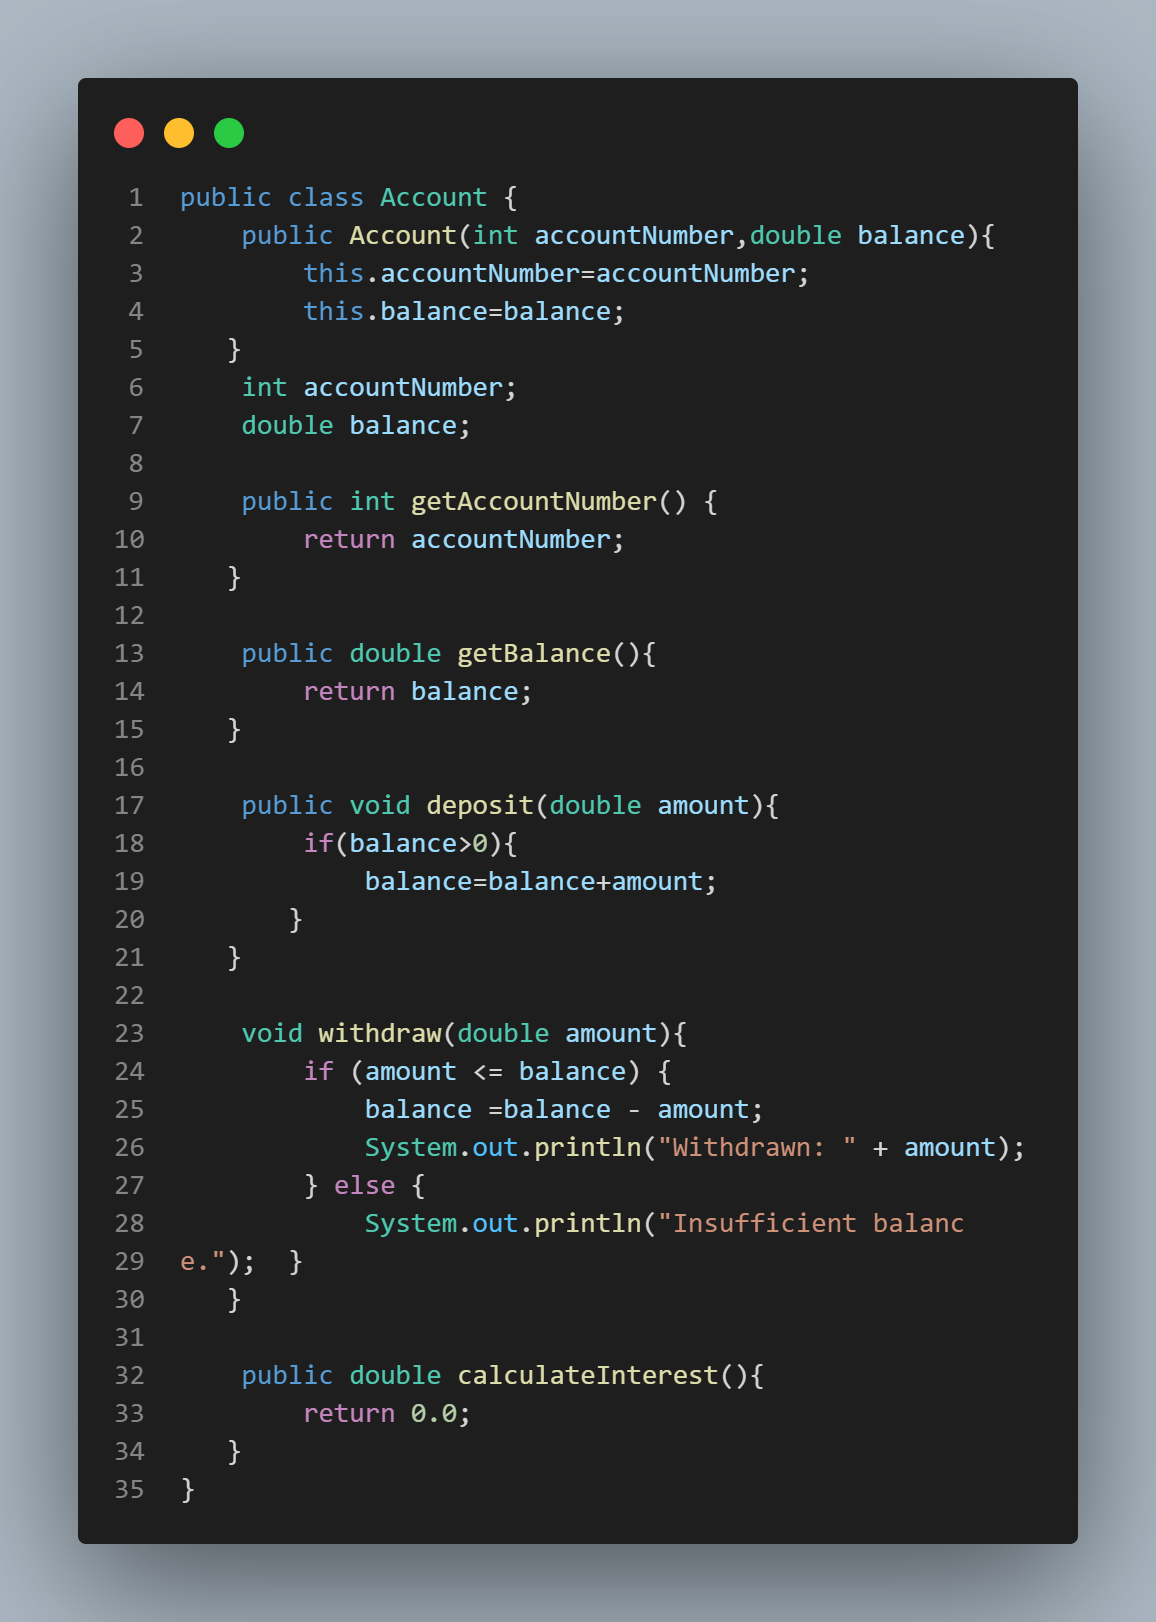 1 public class Account {
2     public Account(int accountNumber,double balance){
3         this.accountNumber=accountNumber;
4         this.balance=balance;
5    }
6     int accountNumber;
7     double balance;
8
9     public int getAccountNumber() {
10         return accountNumber;
11    }
12
13     public double getBalance(){
14         return balance;
15    }
16
17     public void deposit(double amount){
18         if(balance>0){
19             balance=balance+amount;
20        }
21    }
22
23     void withdraw(double amount){
24         if (amount <= balance) {
25             balance =balance - amount;
26             System.out.println("Withdrawn: " + amount);
27         } else {
28             System.out.println("Insufficient balanc
29 e.");  }
30    }
31
32     public double calculateInterest(){
33         return 0.0;
34    }
35 }